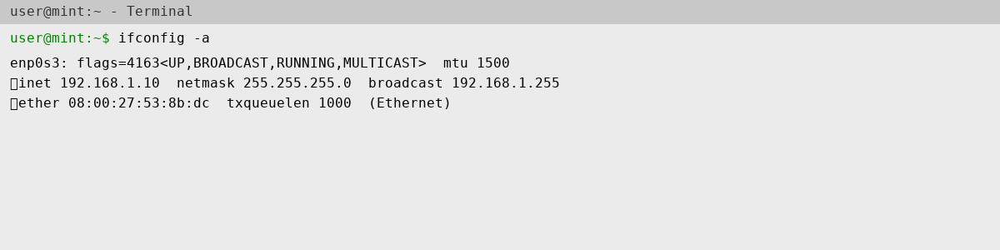 user@mint:~ - Terminal
user@mint:~$ ifconfig -a
enp0s3: flags=4163<UP,BROADCAST,RUNNING,MULTICAST>  mtu 1500
inet 192.168.1.10  netmask 255.255.255.0  broadcast 192.168.1.255
ether 08:00:27:53:8b:dc  txqueuelen 1000  (Ethernet)